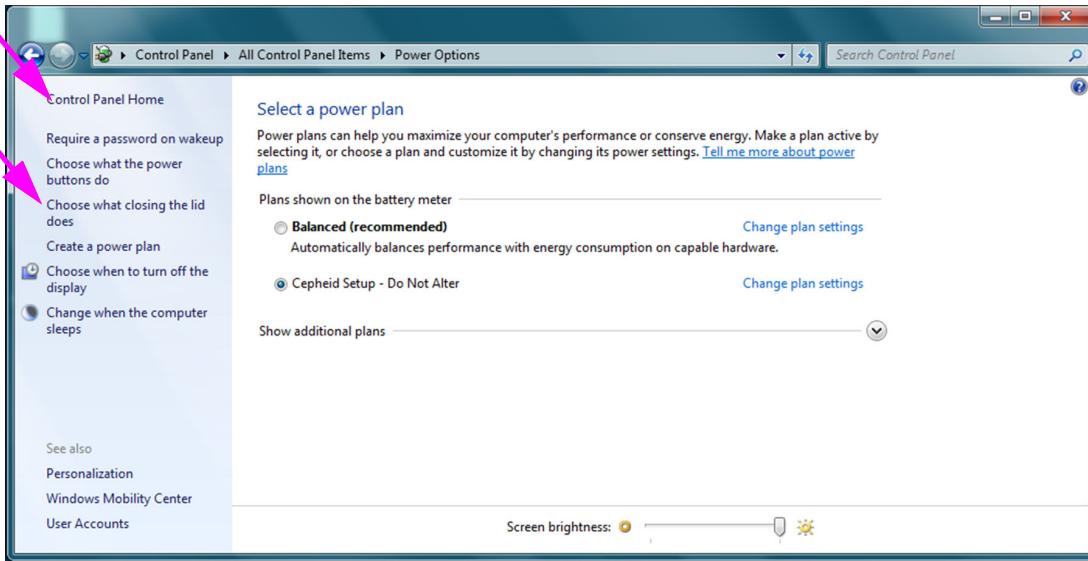 Control Panel All Control Panel Items Power Options Search Control Panel
Control Panel Home
Require a password on wakeup
Choose what the power
buttons do
Choose what closing the lid
does
Create a power plan
Choose when to turn off the
display
Change when the computer
sleeps
See also
Personalization
Windows Mobility Center
User Accounts
Select a power plan
Power plans can help you maximize your computer's performance or conserve energy. Make a plan active by
selecting it, or choose a plan and customize it by changing its power settings. Tell me more about power
plans
Plans shown on the battery meter
Balanced (recommended) Change plan settings
Automatically balances performance with energy consumption on capable hardware.
Cepheid Setup - Do Not Alter Change plan settings
Show additional plans
Screen brightness: